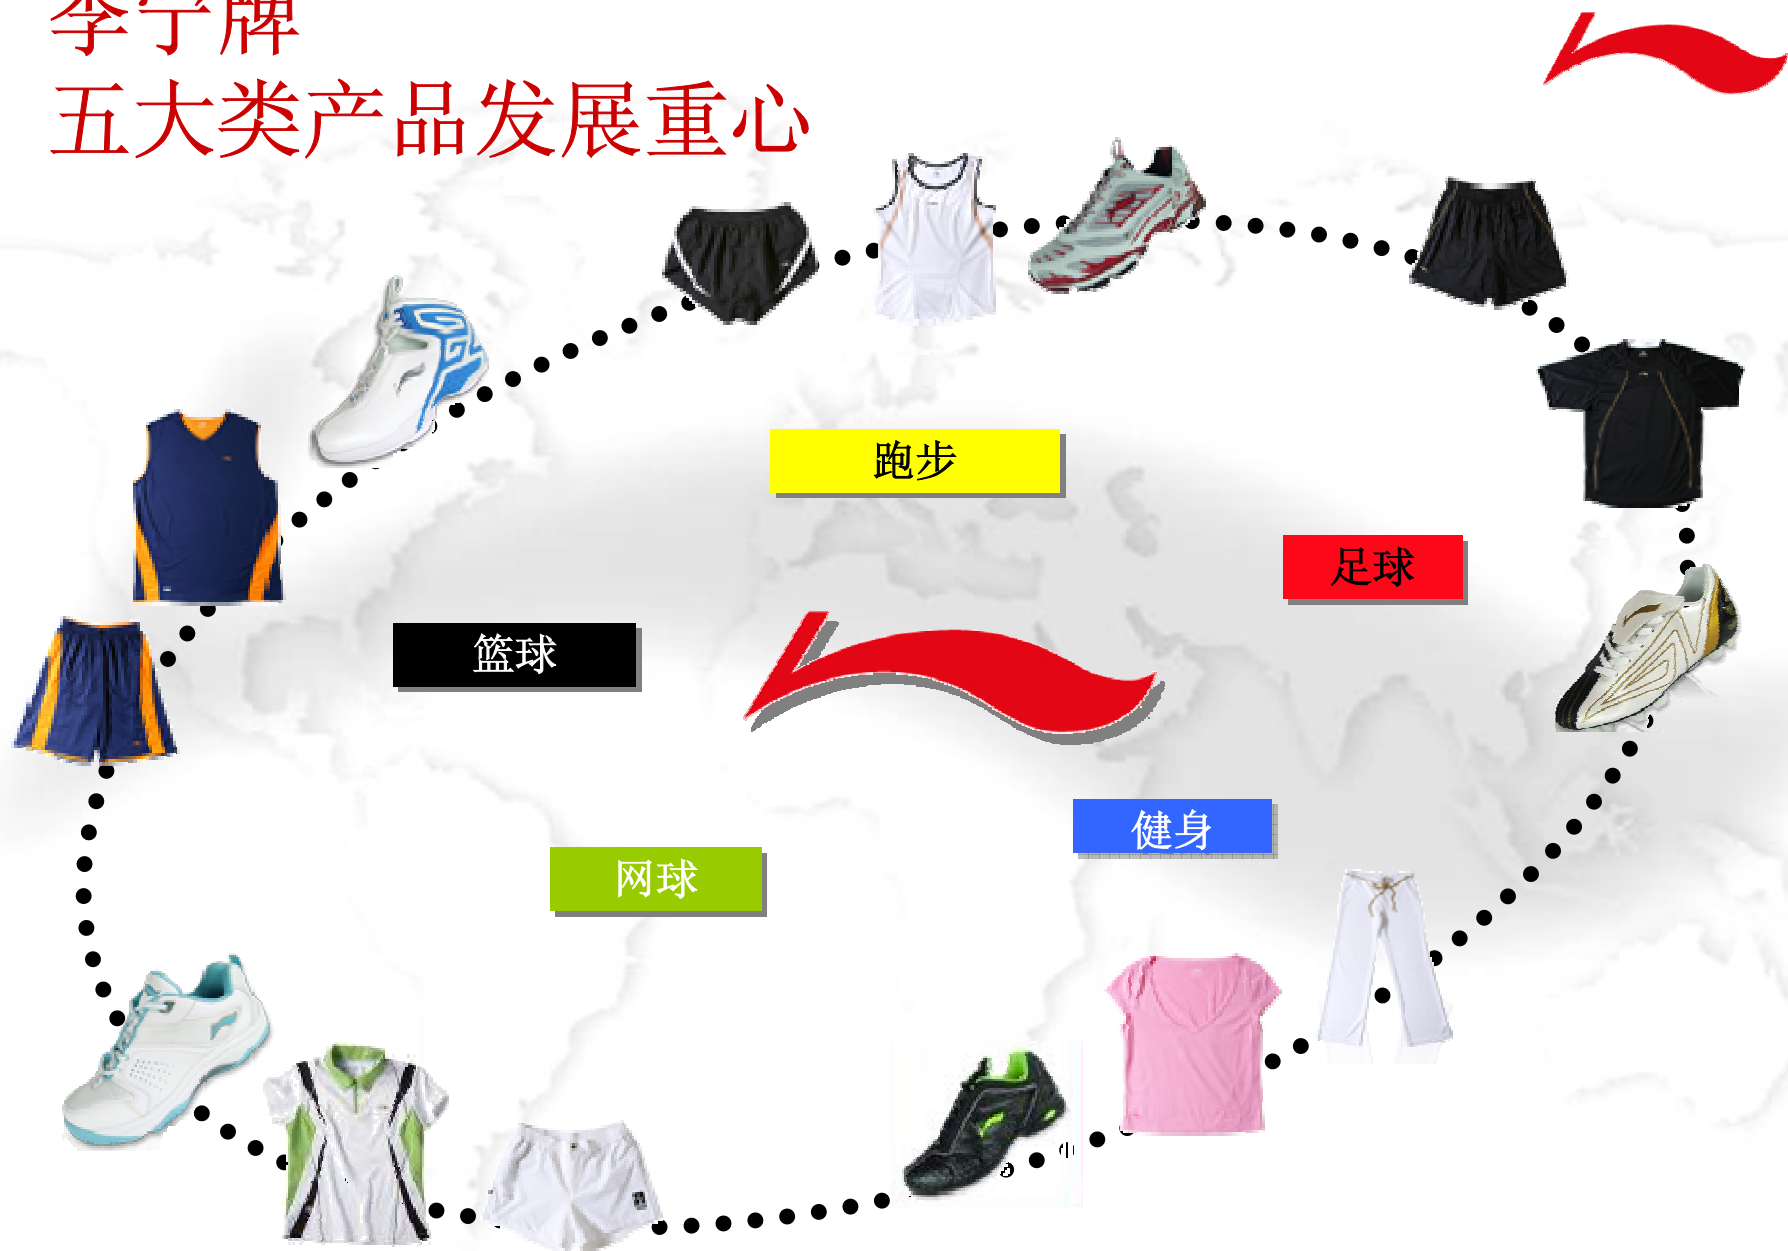 李宁牌
五大类产品发展重心
跑步
足球
篮球
健身
网球